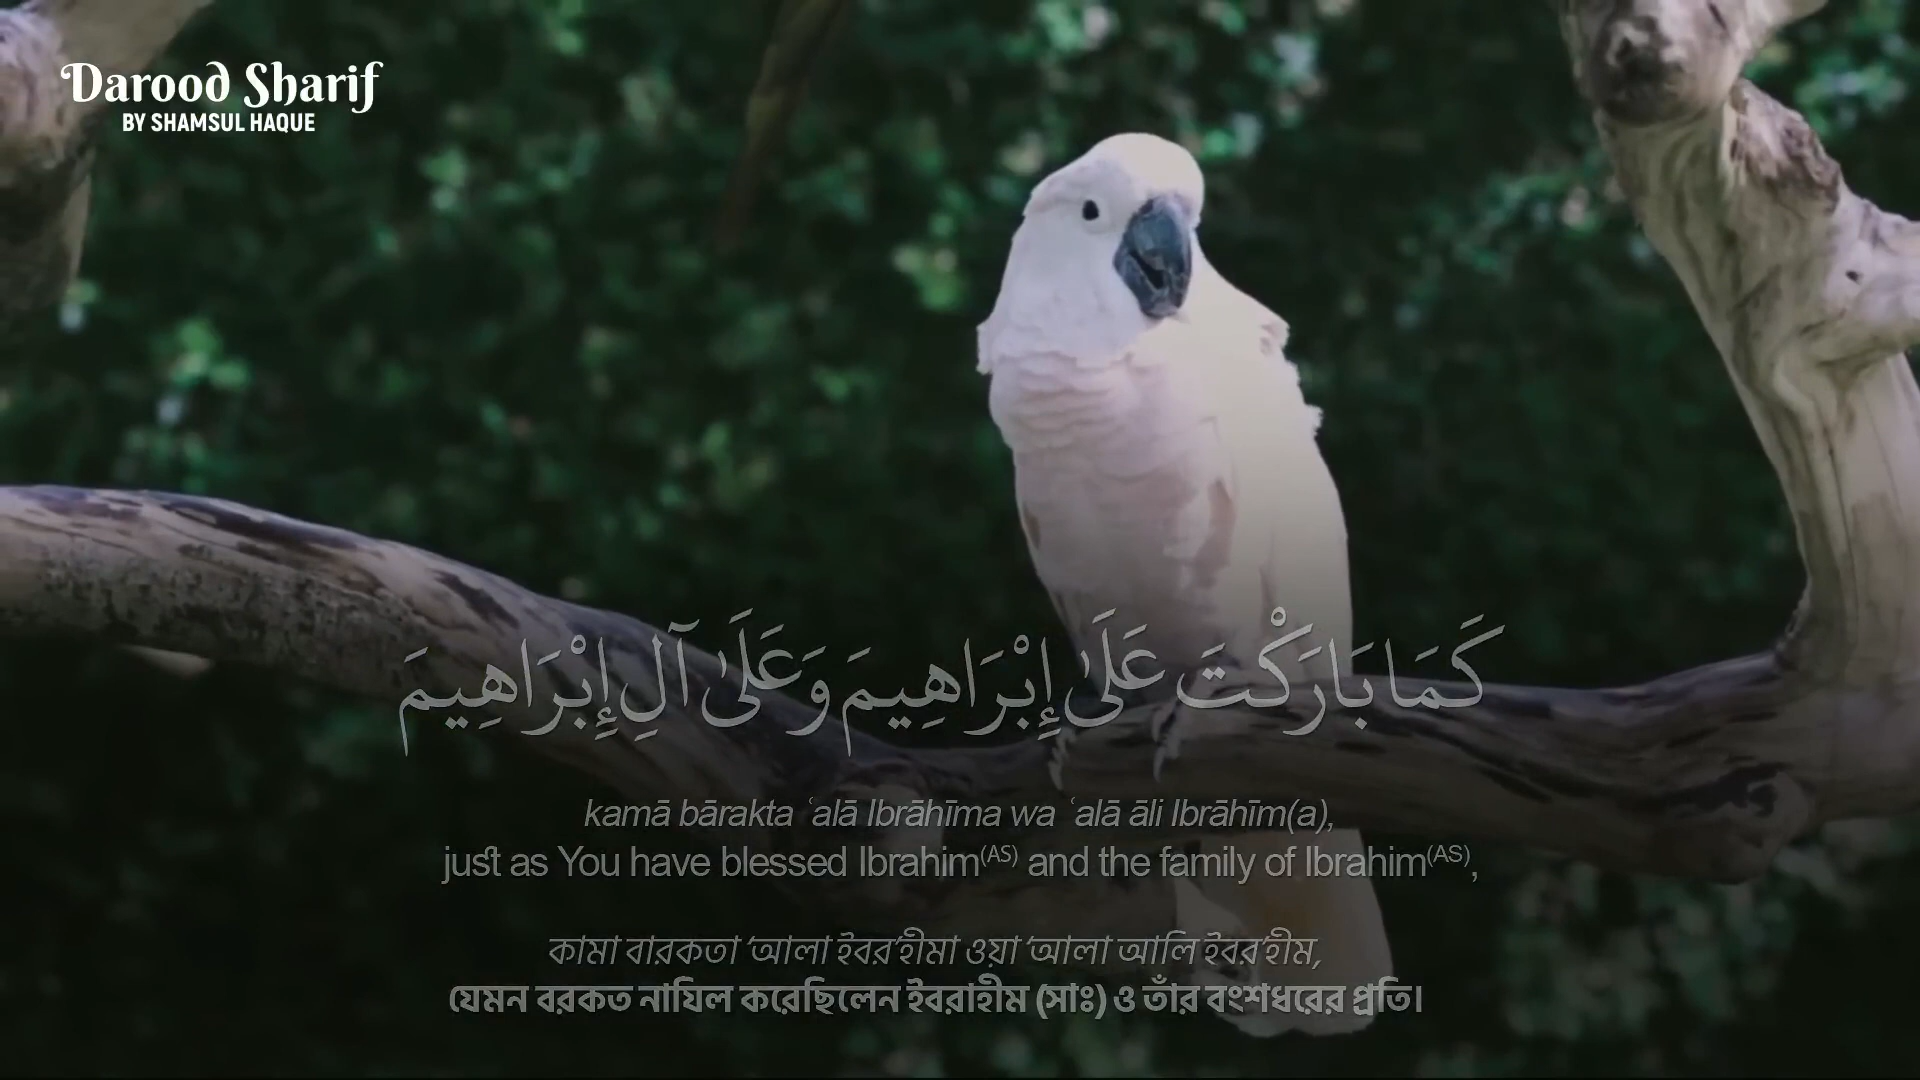 Darood Sharif
BY SHAMSUL HAQUE
كَمَا بَارَكْتَ عَلَىٰ إِبْرَاهِيمَ وَعَلَىٰ آلِ إِبْرَاهِيمَ
kamā bārakta ʿalā Ibrāhīma wa ʿalā āli Ibrāhīm(a),
just as You have blessed Ibrahim(AS) and the family of Ibrahim(AS),
কামা বারকতা ‘আলা ইবর’হীমা ওয়া ‘আলা আলি ইবর’হীম,
যেমন বরকত নাযিল করেছিলেন ইবরাহীম (সাঃ) ও তাঁর বংশধরের প্রতি।